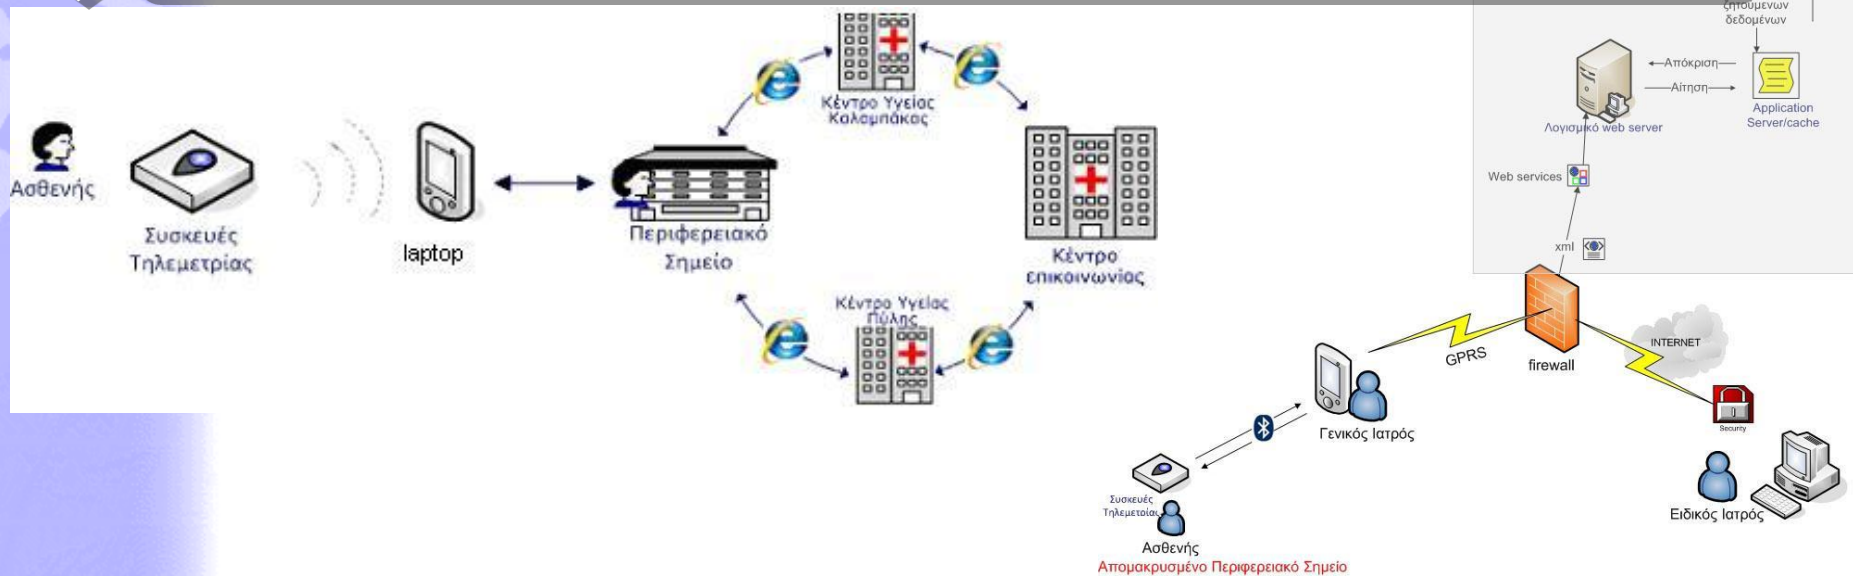 Ασθενής
Συσκευές
Τηλεμετρίας
laptop
Περιφερειακό
Σημείο
Κέντρο Υγείας
Καλαμπάκας
Κέντρο Υγείας
Πύλης
Κέντρο
επικοινωνίας
ζητούμενων
δεδομένων
Απόκριση
Αίτηση
Λογισμικό web server
Application
Server/cache
Web services
xml
firewall
GPRS
INTERNET
Security
Γενικός Ιατρός
Ειδικός Ιατρός
Συσκευές
Τηλεμετρίας
Ασθενής
Απομακρυσμένο Περιφερειακό Σημείο